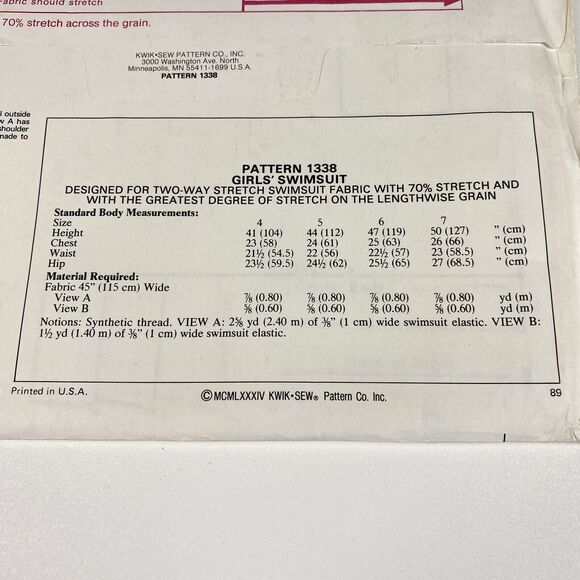 Fabric should stretch
70% stretch across the grain.
KWIK•SEW PATTERN CO., INC.
3000 Washington Ave. North
Minneapolis, MN 55411-1699 U.S.A.
PATTERN 1338
outside
A has
shoulder
made to
PATTERN 1338
GIRLS' SWIMSUIT
DESIGNED FOR TWO-WAY STRETCH SWIMSUIT FABRIC WITH 70% STRETCH AND
WITH THE GREATEST DEGREE OF STRETCH ON THE LENGTHWISE GRAIN
Standard Body Measurements:
Size 4 5 6 7
Height 41 (104) 44 (112) 47 (119) 50 (127) " (cm)
Chest 23 (58) 24 (61) 25 (63) 26 (66) " (cm)
Waist 21½ (54.5) 22 (56) 22½ (57) 23 (58.5) " (cm)
Hip 23½ (59.5) 24½ (62) 25½ (65) 27 (68.5) " (cm)
Material Required:
Fabric 45" (115 cm) Wide
View A ⅞ (0.80) ⅞ (0.80) ⅞ (0.80) ⅞ (0.80) yd (m)
View B ⅝ (0.60) ⅝ (0.60) ⅝ (0.60) ⅝ (0.60) yd (m)
Notions: Synthetic thread. VIEW A: 2⅝ yd (2.40 m) of ⅜" (1 cm) wide swimsuit elastic. VIEW B:
1½ yd (1.40 m) of ⅜" (1 cm) wide swimsuit elastic.
Printed in U.S.A. ©MCMLXXXIV KWIK•SEW® Pattern Co. Inc. 89